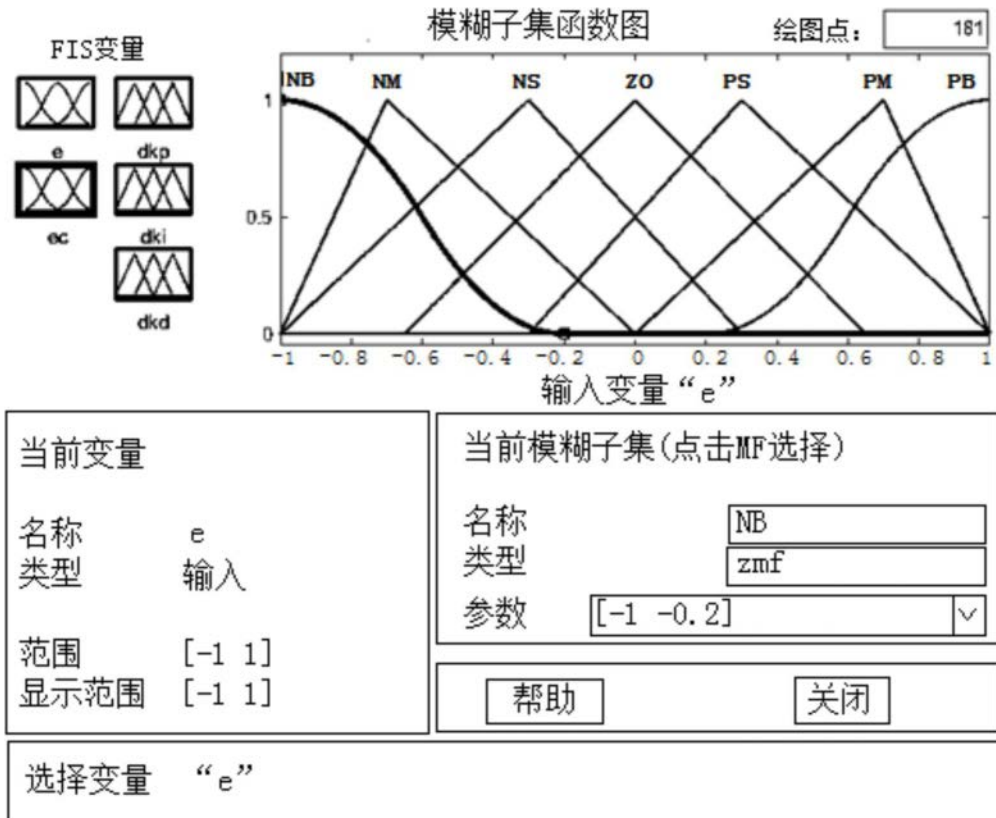 模糊子集函数图
绘图点: 181
FIS变量
e
dkp
ec
dki
dkd
NB NM NS ZO PS PM PB
1
0.5
0
-1 -0.8 -0.6 -0.4 -0.2 0 0.2 0.4 0.6 0.8 1
输入变量“e”
当前变量
名称 e
类型 输入
范围 [-1 1]
显示范围 [-1 1]
当前模糊子集(点击MF选择)
名称 NB
类型 zmf
参数 [-1 -0.2]
帮助
关闭
选择变量 “e”